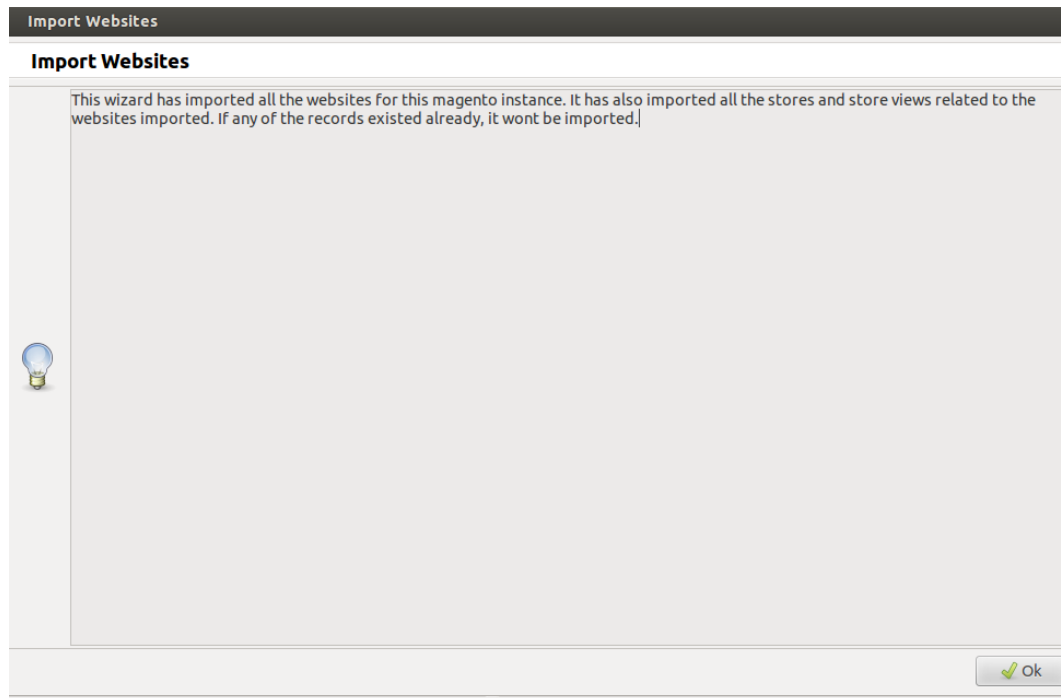 Import Websites
Import Websites
This wizard has imported all the websites for this magento instance. It has also imported all the stores and store views related to the
websites imported. If any of the records existed already, it wont be imported.
Ok